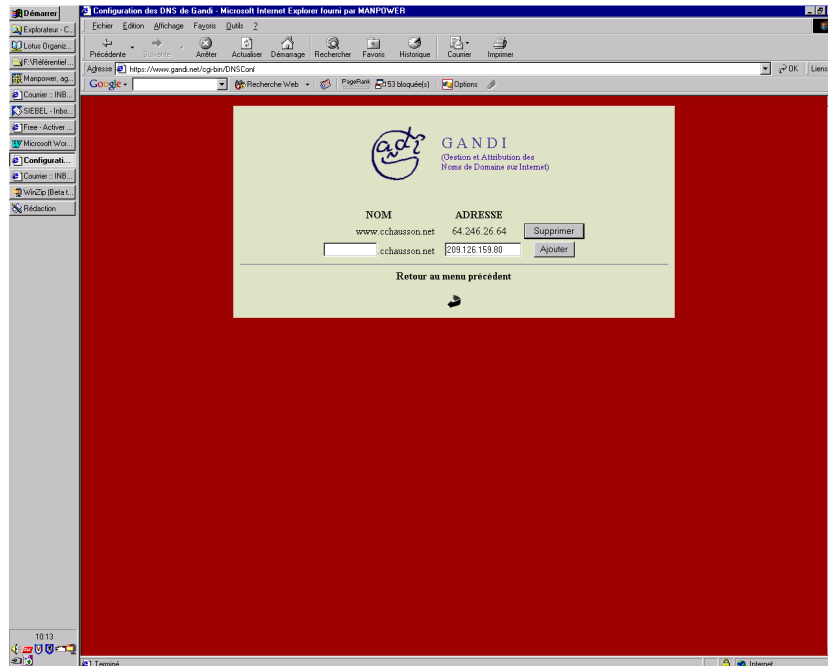 Démarrer
Explorateur - C...
Lotus Organiz...
F:\Référentiel...
Manpower, ag...
Courrier :: INB...
SIEBEL - Inbo...
Free - Activer ...
Microsoft Wor...
Configurati...
Courrier :: INB...
WinZip (Beta t...
Rédaction
10:13
Configuration des DNS de Gandi - Microsoft Internet Explorer fourni par MANPOWER
Fichier Édition Affichage Favoris Outils ?
Précédente Suivante Arrêter Actualiser Démarrage Rechercher Favoris Historique Courrier Imprimer
Adresse https://www.gandi.net/cgi-bin/DNSConf OK Liens
Google Recherche Web PageRank 153 bloquée(s) Options
GANDI
(Gestion et Attribution des
Noms de Domaine sur Internet)
NOM ADRESSE
www.cchausson.net 64.246.26.64 Supprimer
.cchausson.net 209.126.159.80 Ajouter
Retour au menu précédent
Terminé Internet